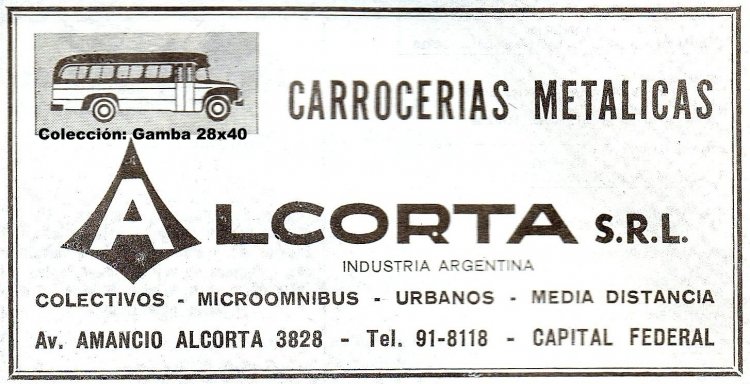 Colección: Gamba 28x40
CARROCERIAS METALICAS
ALCORTA S.R.L.
INDUSTRIA ARGENTINA
COLECTIVOS - MICROOMNIBUS - URBANOS - MEDIA DISTANCIA
Av. AMANCIO ALCORTA 3828 - Tel. 91-8118 - CAPITAL FEDERAL